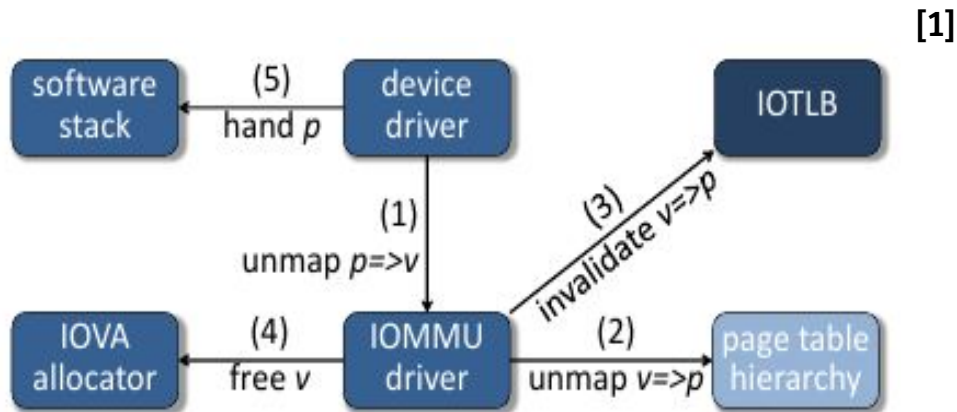 [1]
software
stack
(5)
hand p
device
driver
IOTLB
(1)
unmap p=>v
(3)
invalidate v=>p
IOVA
allocator
(4)
free v
IOMMU
driver
(2)
unmap v=>p
page table
hierarchy